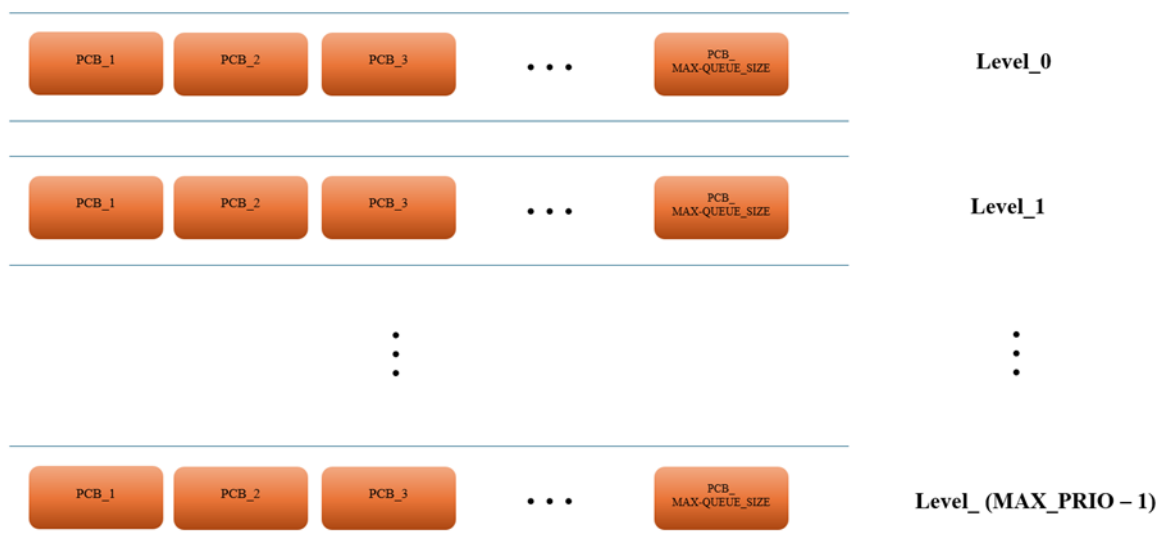 PCB_1
PCB_2
PCB_3
PCB_
MAX-QUEUE_SIZE
Level_0
PCB_1
PCB_2
PCB_3
PCB_
MAX-QUEUE_SIZE
Level_1
PCB_1
PCB_2
PCB_3
PCB_
MAX-QUEUE_SIZE
Level_ (MAX_PRIO – 1)